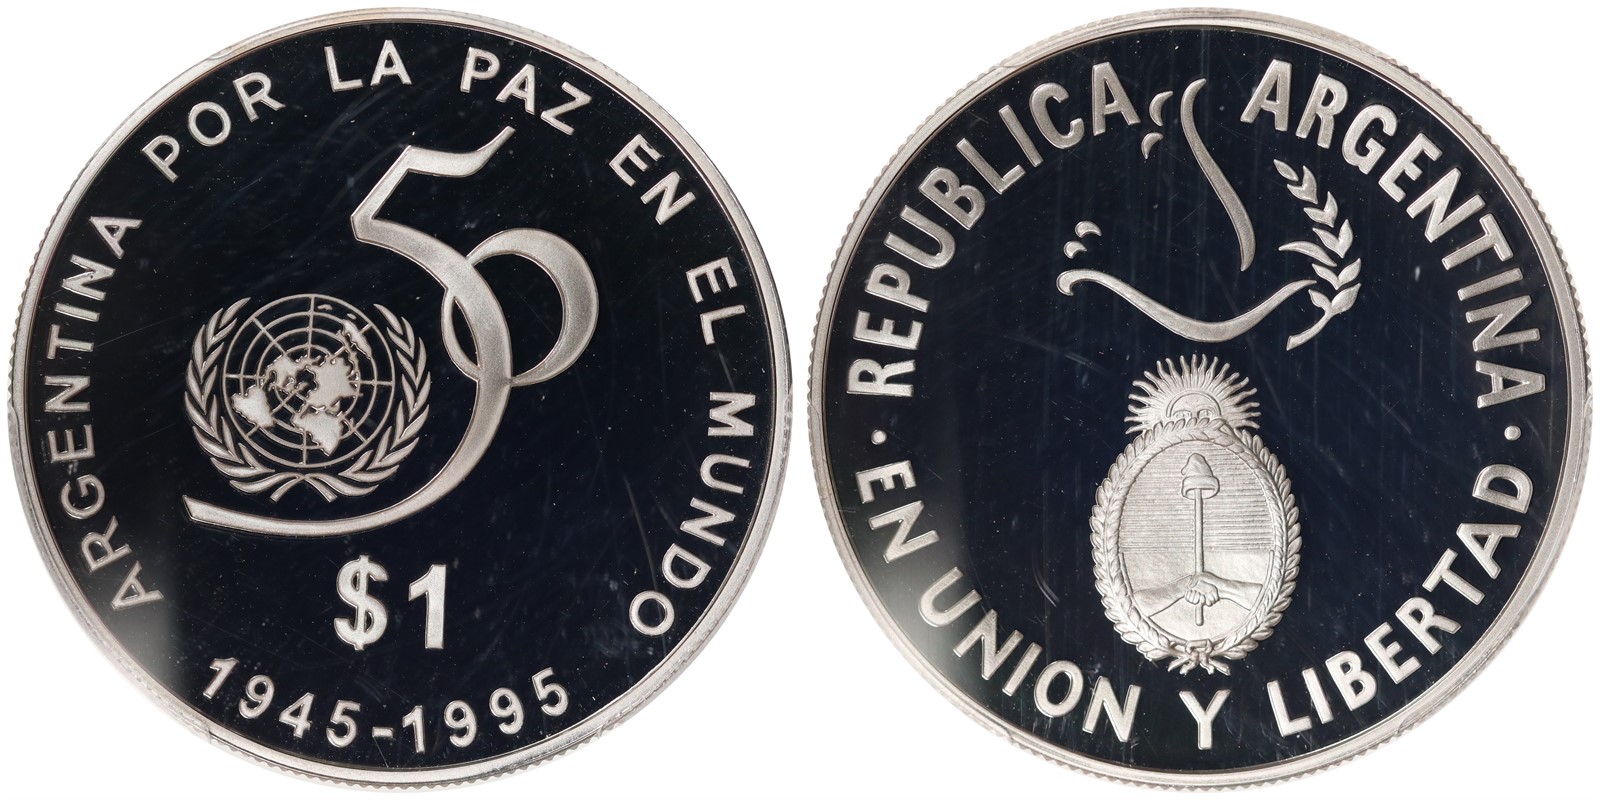 ARGENTINA POR LA PAZ EN EL MUNDO
50
$1
1945-1995
REPUBLICA ARGENTINA
· EN UNION Y LIBERTAD ·